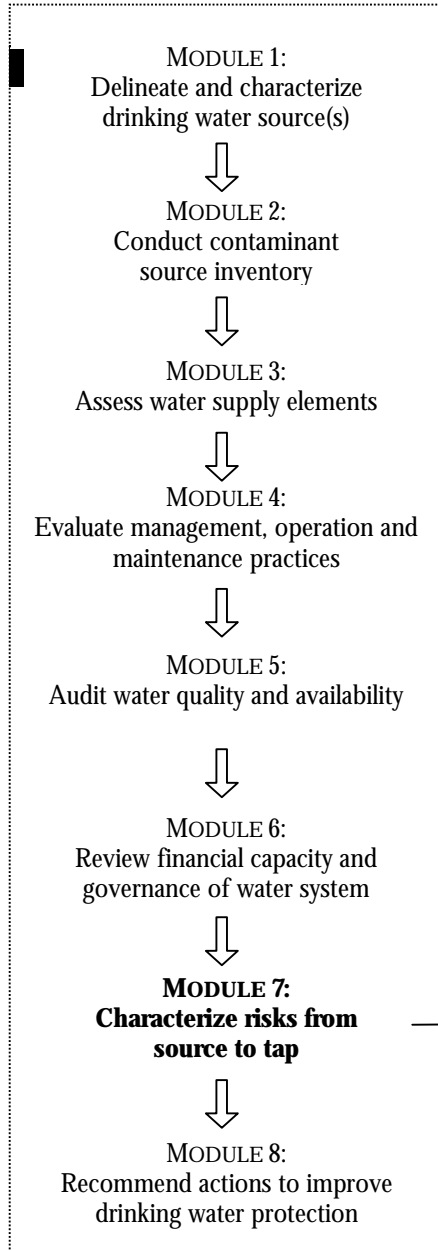 MODULE 1:
Delineate and characterize
drinking water source(s)
MODULE 2:
Conduct contaminant
source inventory
MODULE 3:
Assess water supply elements
MODULE 4:
Evaluate management, operation and
maintenance practices
MODULE 5:
Audit water quality and availability
MODULE 6:
Review financial capacity and
governance of water system
MODULE 7:
Characterize risks from
source to tap
MODULE 8:
Recommend actions to improve
drinking water protection